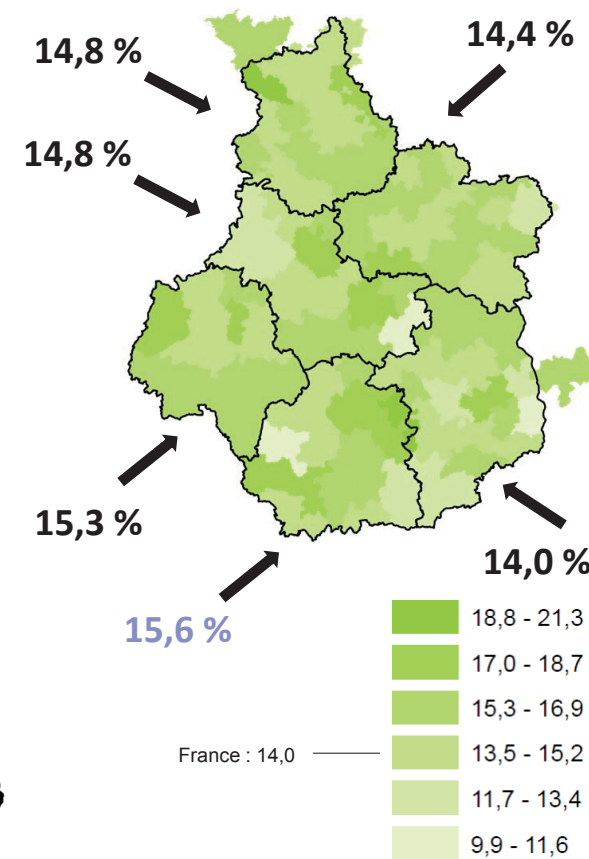 14,8 %
14,4 %
14,8 %
15,3 %
14,0 %
15,6 %
18,8 - 21,3
17,0 - 18,7
15,3 - 16,9
France : 14,0
13,5 - 15,2
11,7 - 13,4
9,9 - 11,6